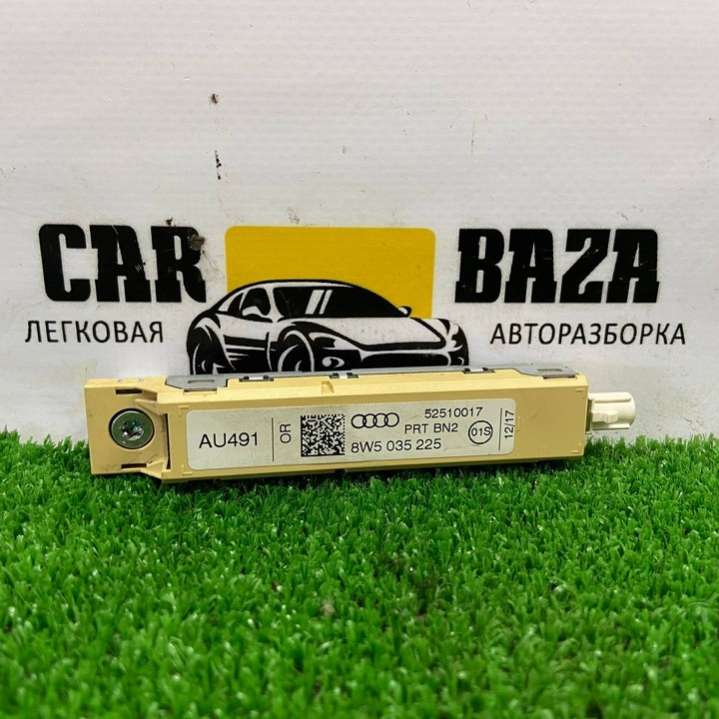 CAR BAZA
ЛЕГКОВАЯ АВТОРАЗБОРКА
AU491
OR
52510017
PRT BN2
8W5 035 225
01S
12/17